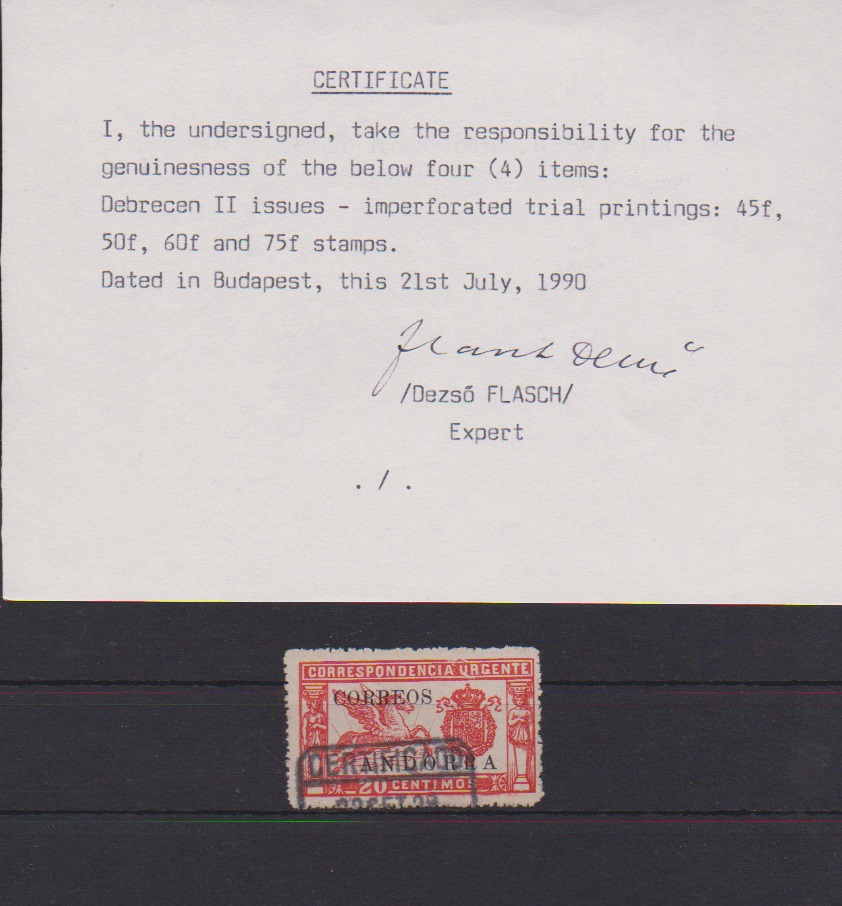 CERTIFICATE
I, the undersigned, take the responsibility for the
genuinesness of the below four (4) items:
Debrecen II issues - imperforated trial printings: 45f,
50f, 60f and 75f stamps.
Dated in Budapest, this 21st July, 1990
/Dezső FLASCH/
Expert
. / .
CORRESPONDENCIA URGENTE
CORREOS
ANDORRA
CERTIFICADO
20 CENTIMOS